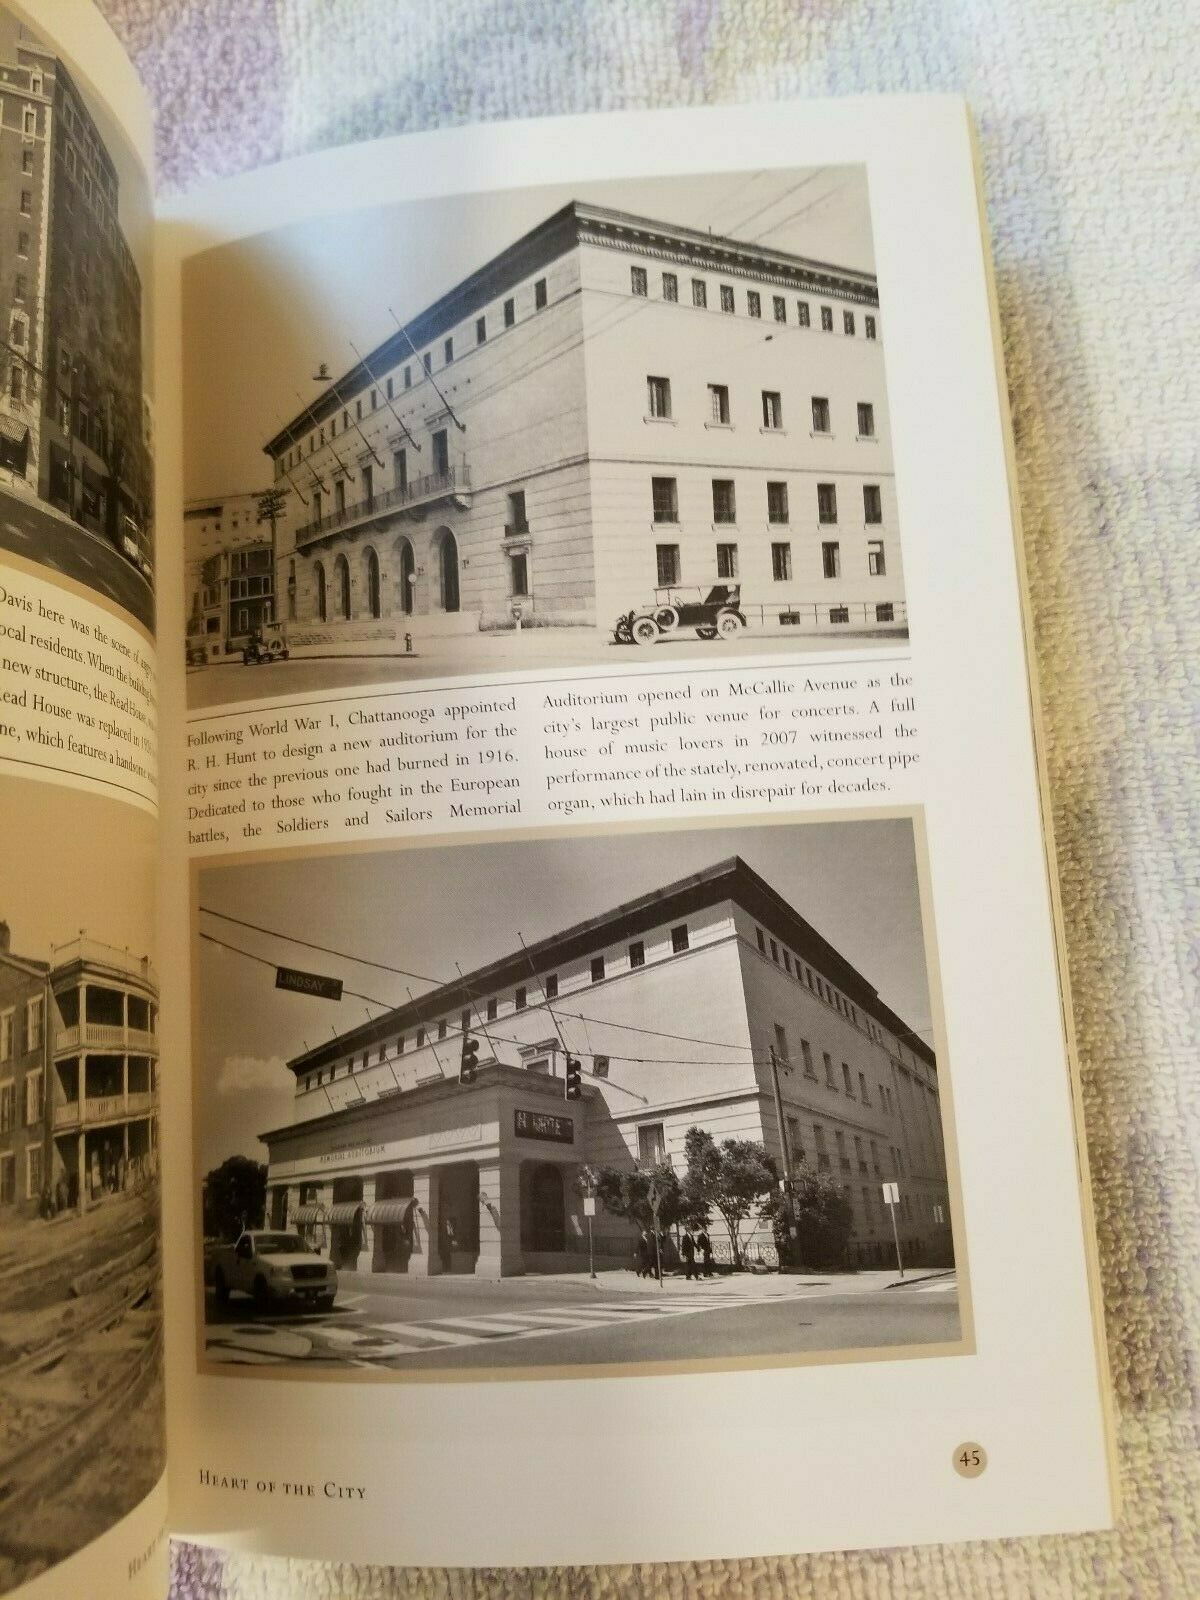 Davis here was the scene of
ocal residents. When the building
new structure, the Read House,
Read House was replaced in
ne, which features a handsome
Following World War I, Chattanooga appointed
R. H. Hunt to design a new auditorium for the
city since the previous one had burned in 1916.
Dedicated to those who fought in the European
battles, the Soldiers and Sailors Memorial
Auditorium opened on McCallie Avenue as the
city's largest public venue for concerts. A full
house of music lovers in 2007 witnessed the
performance of the stately, renovated, concert pipe
organ, which had lain in disrepair for decades.
LINDSAY
MEMORIAL AUDITORIUM
HEART OF THE CITY
45